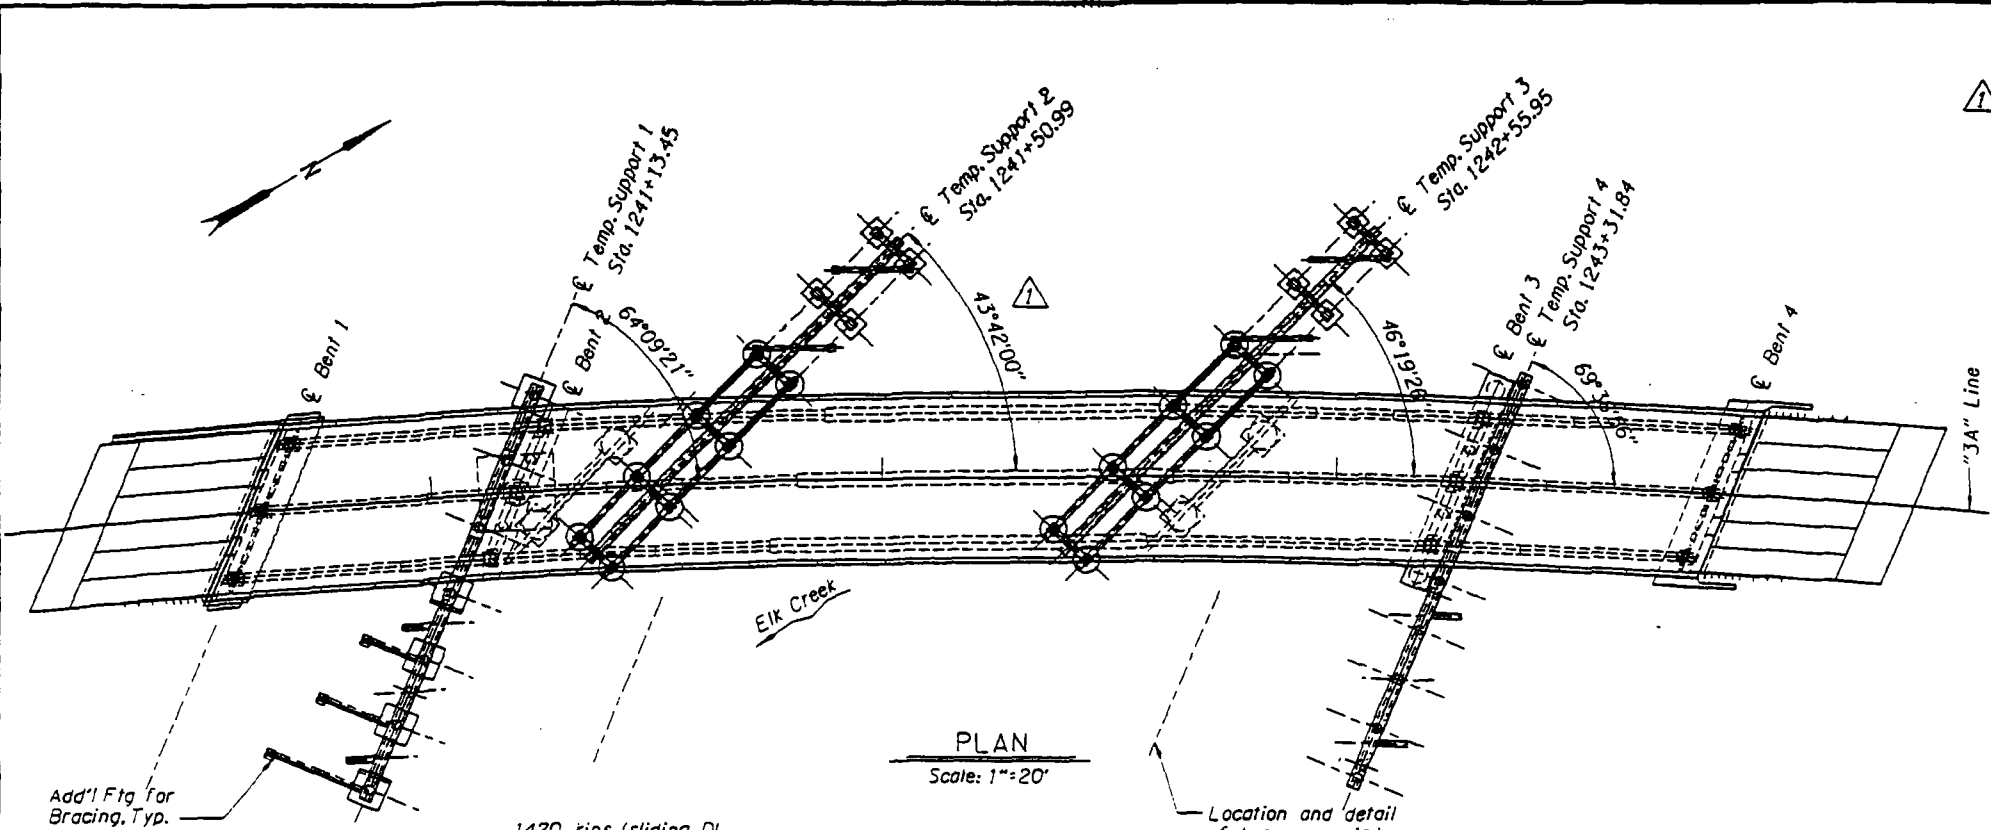 1
N
℄ Temp. Support 1
Sta. 1241+13.45
℄ Temp. Support 2
Sta. 1241+50.99
℄ Temp. Support 3
Sta. 1242+55.95
℄ Temp. Support 4
Sta. 1243+31.84
℄ Bent 1
℄ Bent 2
℄ Bent 3
℄ Bent 4
64°09'21"
43°42'00"
1
"3A" Line
Elk Creek
PLAN
Scale: 1"=20'
Add'l Ftg for
Bracing, Typ.
Location and detail